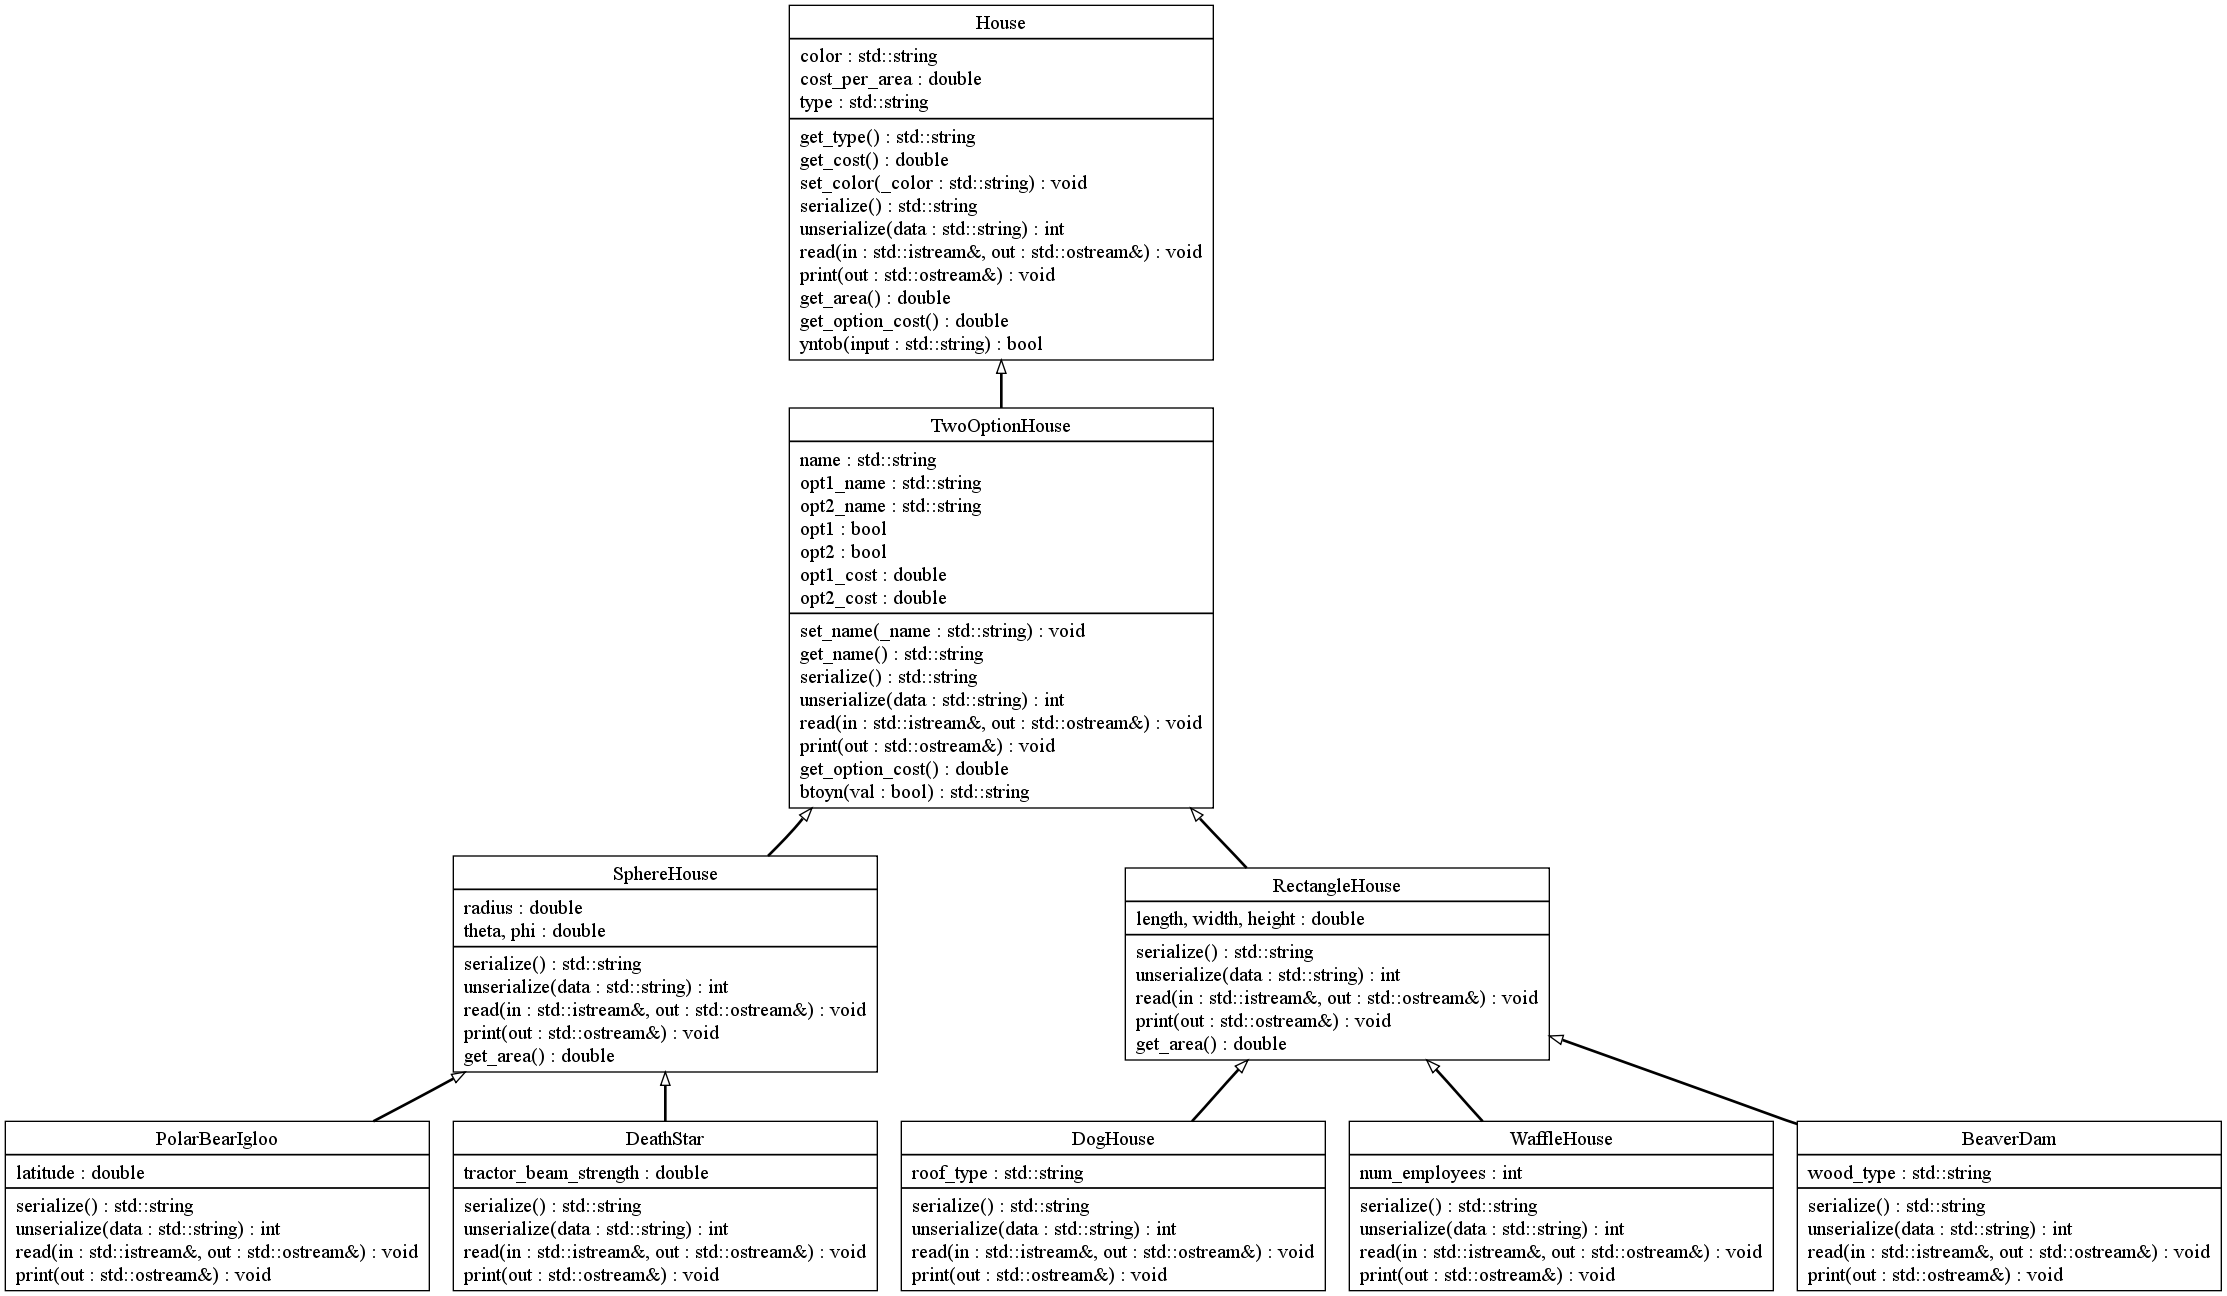 House
color : std::string
cost_per_area : double
type : std::string
get_type() : std::string
get_cost() : double
set_color(_color : std::string) : void
serialize() : std::string
unserialize(data : std::string) : int
read(in : std::istream&, out : std::ostream&) : void
print(out : std::ostream&) : void
get_area() : double
get_option_cost() : double
yntob(input : std::string) : bool
TwoOptionHouse
name : std::string
opt1_name : std::string
opt2_name : std::string
opt1 : bool
opt2 : bool
opt1_cost : double
opt2_cost : double
set_name(_name : std::string) : void
get_name() : std::string
serialize() : std::string
unserialize(data : std::string) : int
read(in : std::istream&, out : std::ostream&) : void
print(out : std::ostream&) : void
get_option_cost() : double
btoyn(val : bool) : std::string
SphereHouse
radius : double
theta, phi : double
serialize() : std::string
unserialize(data : std::string) : int
read(in : std::istream&, out : std::ostream&) : void
print(out : std::ostream&) : void
get_area() : double
RectangleHouse
length, width, height : double
serialize() : std::string
unserialize(data : std::string) : int
read(in : std::istream&, out : std::ostream&) : void
print(out : std::ostream&) : void
get_area() : double
PolarBearIgloo
latitude : double
serialize() : std::string
unserialize(data : std::string) : int
read(in : std::istream&, out : std::ostream&) : void
print(out : std::ostream&) : void
DeathStar
tractor_beam_strength : double
serialize() : std::string
unserialize(data : std::string) : int
read(in : std::istream&, out : std::ostream&) : void
print(out : std::ostream&) : void
DogHouse
roof_type : std::string
serialize() : std::string
unserialize(data : std::string) : int
read(in : std::istream&, out : std::ostream&) : void
print(out : std::ostream&) : void
WaffleHouse
num_employees : int
serialize() : std::string
unserialize(data : std::string) : int
read(in : std::istream&, out : std::ostream&) : void
print(out : std::ostream&) : void
BeaverDam
wood_type : std::string
serialize() : std::string
unserialize(data : std::string) : int
read(in : std::istream&, out : std::ostream&) : void
print(out : std::ostream&) : void